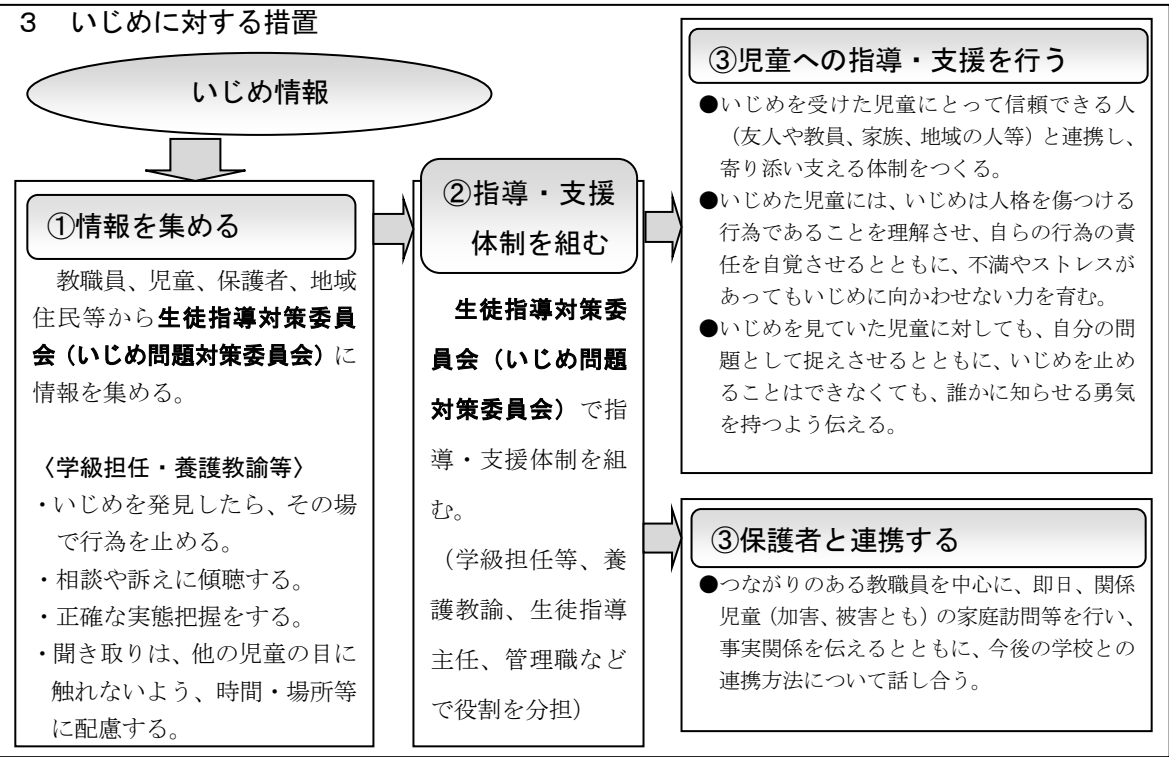 ３　いじめに対する措置
いじめ情報
①情報を集める
教職員、児童、保護者、地域
住民等から生徒指導対策委員
会（いじめ問題対策委員会）に
情報を集める。
〈学級担任・養護教諭等〉
・いじめを発見したら、その場
で行為を止める。
・相談や訴えに傾聴する。
・正確な実態把握をする。
・聞き取りは、他の児童の目に
触れないよう、時間・場所等
に配慮する。
②指導・支援
体制を組む
生徒指導対策委
員会（いじめ問題
対策委員会）で指
導・支援体制を組
む。
（学級担任等、養
護教諭、生徒指導
主任、管理職など
で役割を分担）
③児童への指導・支援を行う
●いじめを受けた児童にとって信頼できる人
（友人や教員、家族、地域の人等）と連携し、
寄り添い支える体制をつくる。
●いじめた児童には、いじめは人格を傷つける
行為であることを理解させ、自らの行為の責
任を自覚させるとともに、不満やストレスが
あってもいじめに向かわせない力を育む。
●いじめを見ていた児童に対しても、自分の問
題として捉えさせるとともに、いじめを止め
ることはできなくても、誰かに知らせる勇気
を持つよう伝える。
③保護者と連携する
●つながりのある教職員を中心に、即日、関係
児童（加害、被害とも）の家庭訪問等を行い、
事実関係を伝えるとともに、今後の学校との
連携方法について話し合う。